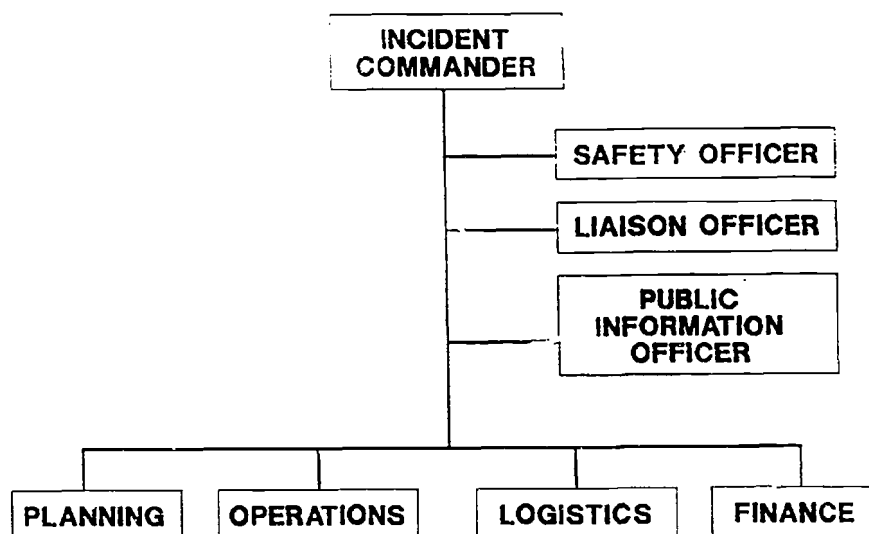 INCIDENT
COMMANDER
SAFETY OFFICER
LIAISON OFFICER
PUBLIC
INFORMATION
OFFICER
PLANNING
OPERATIONS
LOGISTICS
FINANCE